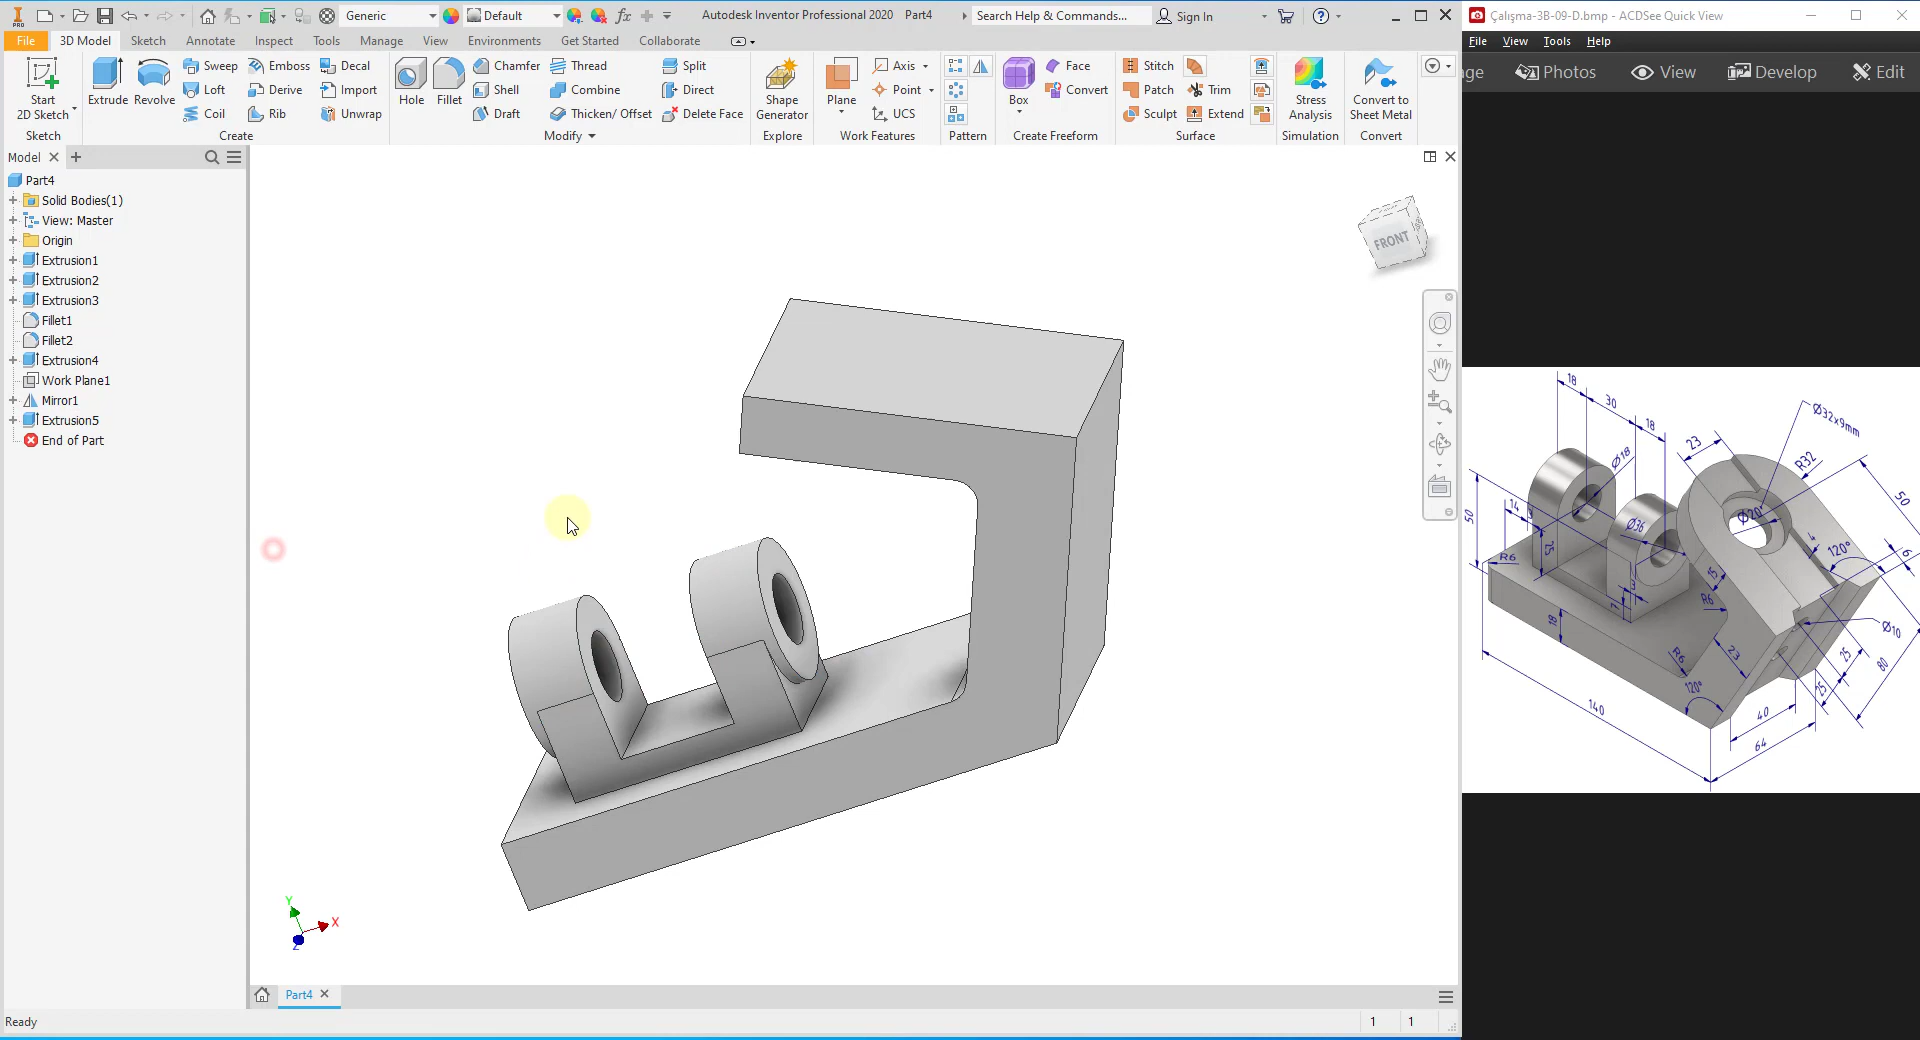 Generic
Default
Autodesk Inventor Professional 2020 Part4
Search Help & Commands...
Sign In
File
3D Model
Sketch
Annotate
Inspect
Tools
Manage
View
Environments
Get Started
Collaborate
Start
2D Sketch
Sketch
Extrude
Revolve
Sweep
Loft
Coil
Emboss
Derive
Rib
Decal
Import
Unwrap
Create
Hole
Fillet
Chamfer
Shell
Draft
Thread
Combine
Thicken/ Offset
Split
Direct
Delete Face
Modify
Shape
Generator
Explore
Plane
Axis
Point
UCS
Work Features
Pattern
Box
Face
Convert
Create Freeform
Stitch
Patch
Sculpt
Trim
Extend
Surface
Stress
Analysis
Simulation
Convert to
Sheet Metal
Convert
Model
Part4
Solid Bodies(1)
View: Master
Origin
Extrusion1
Extrusion2
Extrusion3
Fillet1
Fillet2
Extrusion4
Work Plane1
Mirror1
Extrusion5
End of Part
FRONT
Y
X
Z
Part4
Ready
1
1
Çalışma-3B-09-D.bmp - ACDSee Quick View
File
View
Tools
Help
ge
Photos
View
Develop
Edit
18
30
18
Ø32x9mm
23
R32
Ø18
50
50
14
Ø36
Ø20
4
120°
6
R6
25
15
3
7
R6
18
Ø10
23
R6
25
80
120°
25
140
40
64